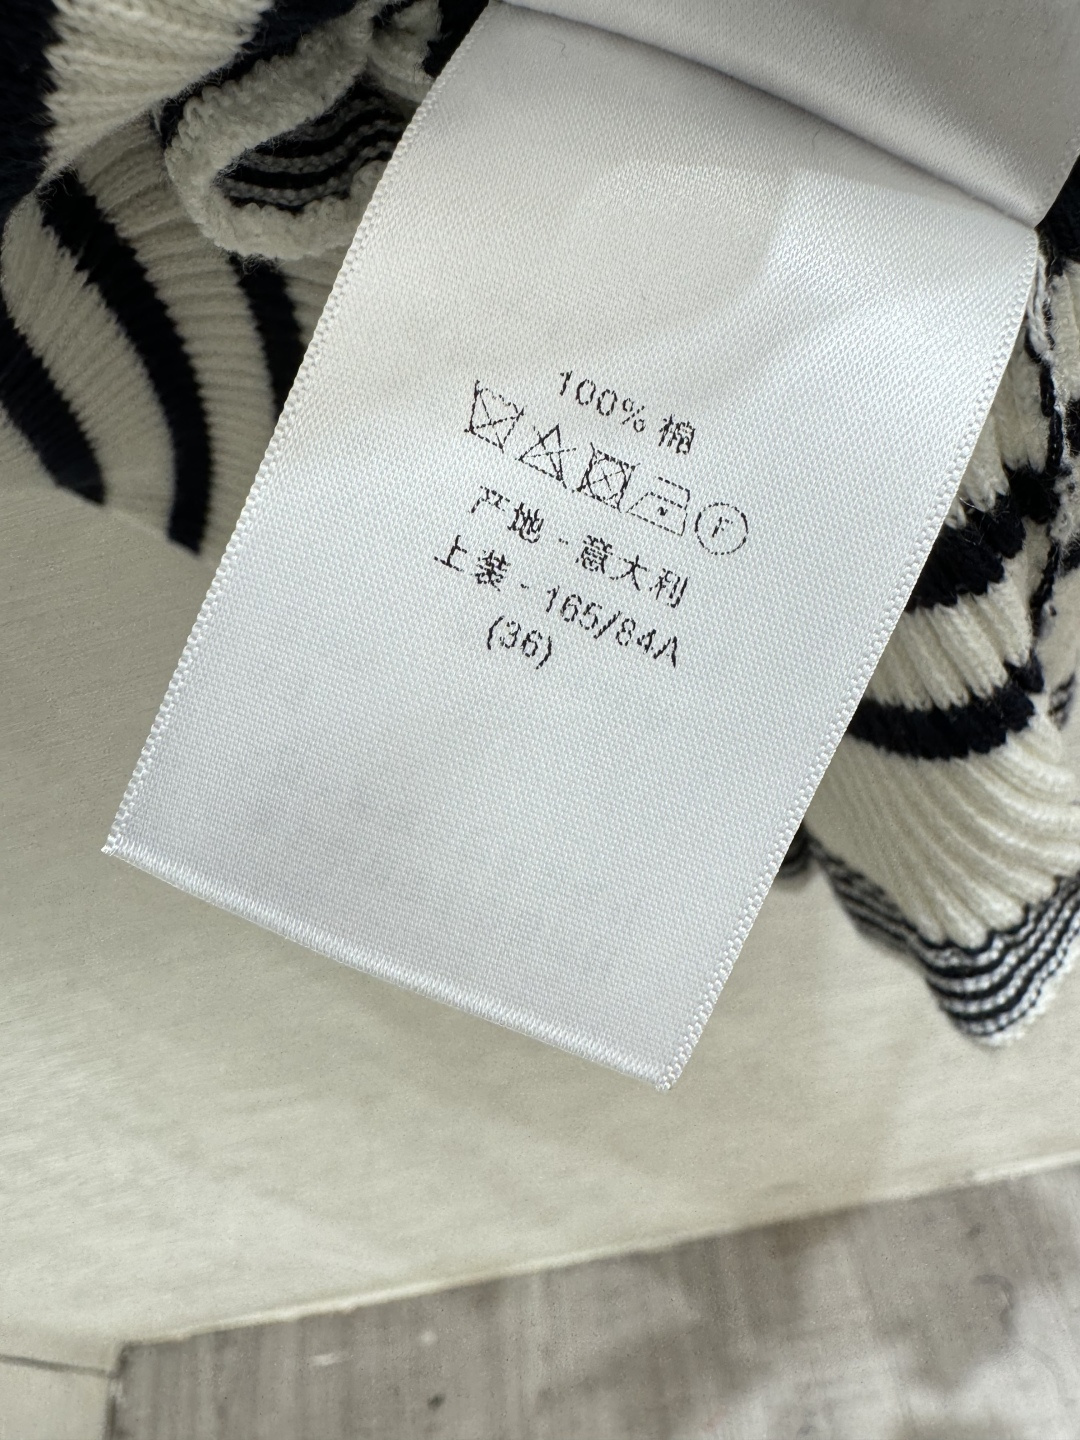 100% 棉
F
产地 - 意大利
上装 - 165/84A
(36)